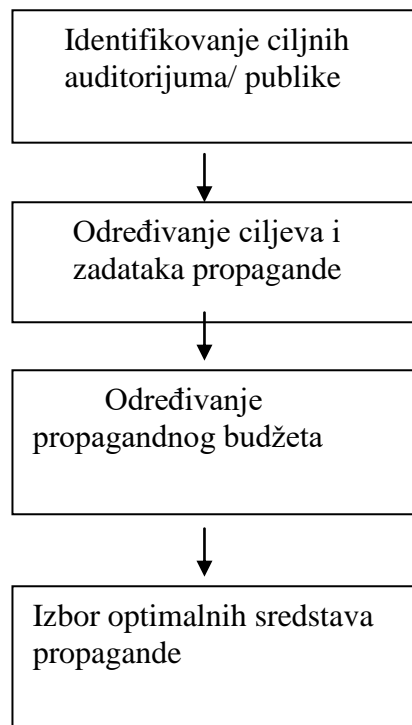 Identifikovanje ciljnih
auditorijuma/ publike
Određivanje ciljeva i
zadataka propagande
Određivanje
propagandnog budžeta
Izbor optimalnih sredstava
propagande